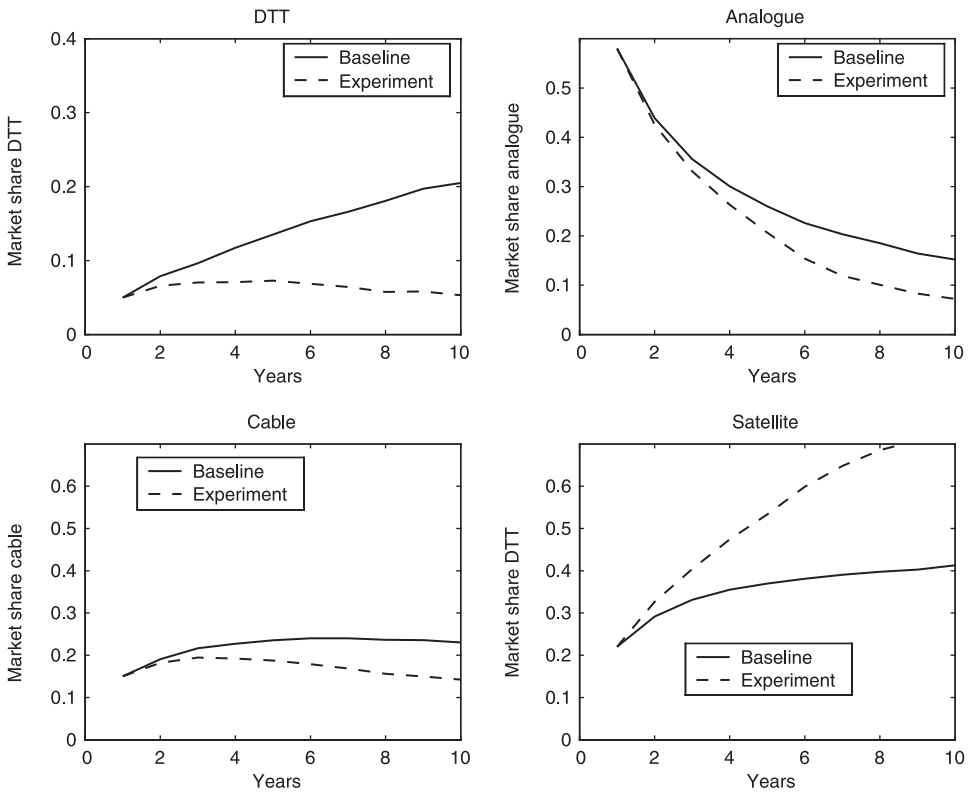 DTT
Baseline
Experiment
Market share DTT
0.4
0.3
0.2
0.1
0
0 2 4 6 8 10
Years
Analogue
Baseline
Experiment
Market share analogue
0.5
0.4
0.3
0.2
0.1
0
0 2 4 6 8 10
Years
Cable
Baseline
Experiment
Market share cable
0.6
0.5
0.4
0.3
0.2
0.1
0
0 2 4 6 8 10
Years
Satellite
Baseline
Experiment
Market share DTT
0.6
0.5
0.4
0.3
0.2
0.1
0
0 2 4 6 8 10
Years